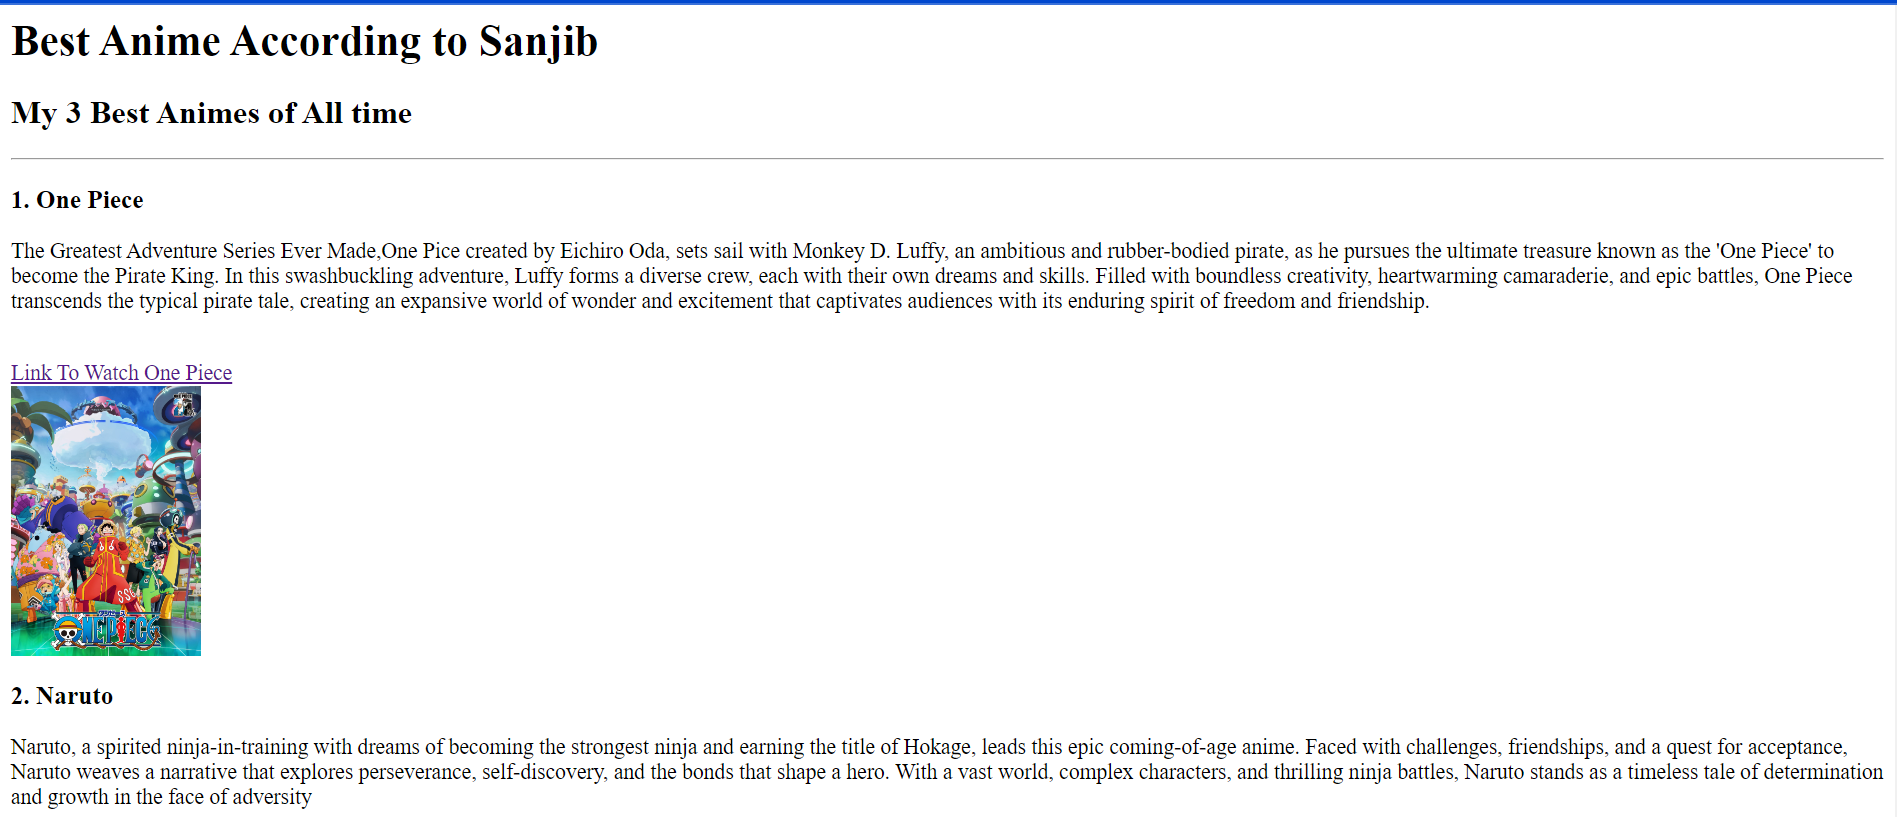 Best Anime According to Sanjib
My 3 Best Animes of All time
1. One Piece
The Greatest Adventure Series Ever Made,One Pice created by Eichiro Oda, sets sail with Monkey D. Luffy, an ambitious and rubber-bodied pirate, as he pursues the ultimate treasure known as the 'One Piece' to
become the Pirate King. In this swashbuckling adventure, Luffy forms a diverse crew, each with their own dreams and skills. Filled with boundless creativity, heartwarming camaraderie, and epic battles, One Piece
transcends the typical pirate tale, creating an expansive world of wonder and excitement that captivates audiences with its enduring spirit of freedom and friendship.
Link To Watch One Piece
ONE PIECE
2. Naruto
Naruto, a spirited ninja-in-training with dreams of becoming the strongest ninja and earning the title of Hokage, leads this epic coming-of-age anime. Faced with challenges, friendships, and a quest for acceptance,
Naruto weaves a narrative that explores perseverance, self-discovery, and the bonds that shape a hero. With a vast world, complex characters, and thrilling ninja battles, Naruto stands as a timeless tale of determination
and growth in the face of adversity